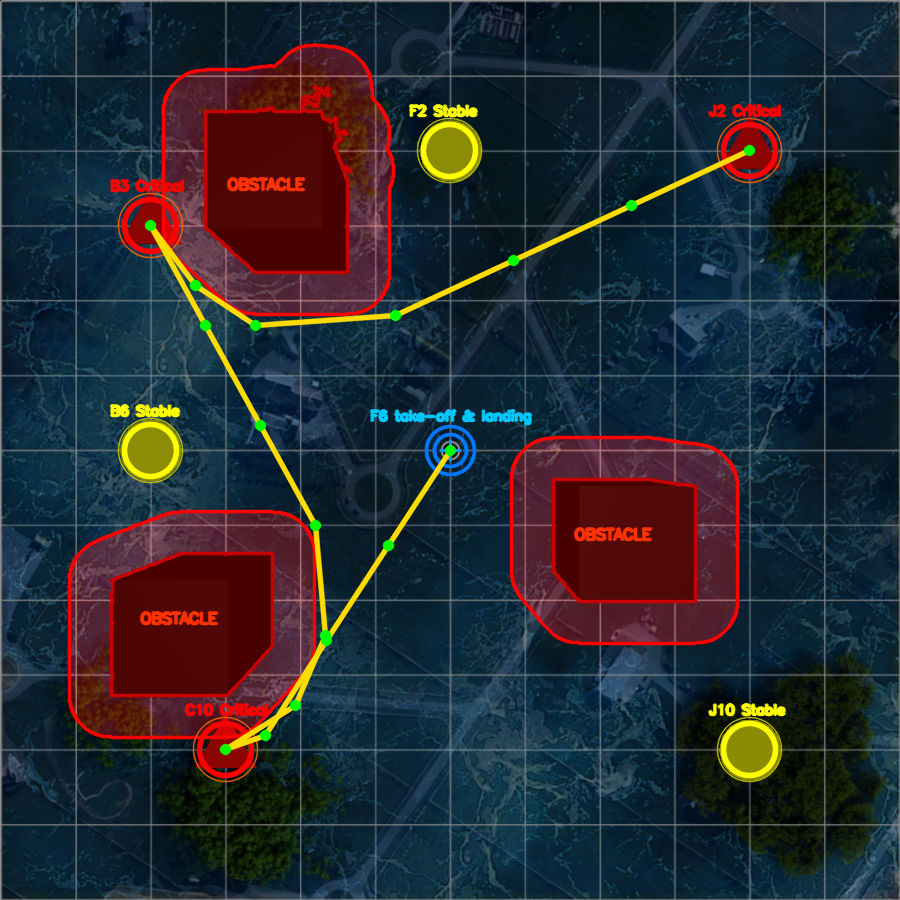 F2 Stable
J2 Critical
OBSTACLE
B3 Critical
B6 Stable
F6 take-off & landing
OBSTACLE
OBSTACLE
C10 Critical
J10 Stable